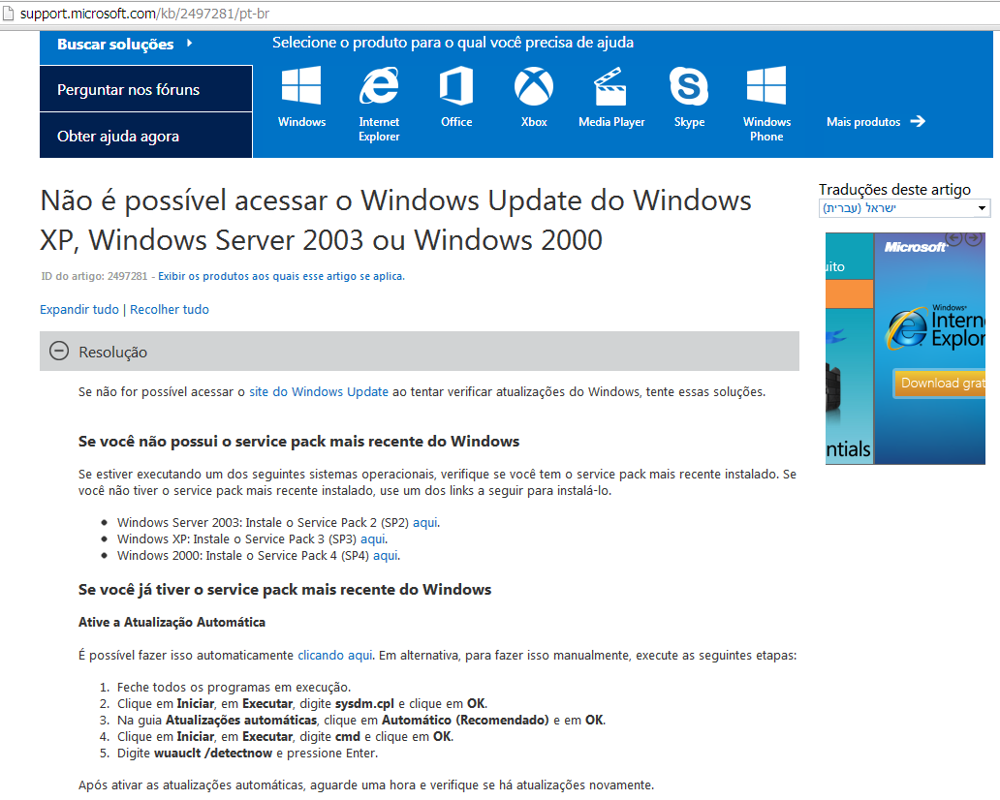 support.microsoft.com/kb/2497281/pt-br
Buscar soluções
Perguntar nos fóruns
Obter ajuda agora
Selecione o produto para o qual você precisa de ajuda
Windows
Internet
Explorer
Office
Xbox
Media Player
Skype
Windows
Phone
Mais produtos
Não é possível acessar o Windows Update do Windows
XP, Windows Server 2003 ou Windows 2000
ID do artigo: 2497281 - Exibir os produtos aos quais esse artigo se aplica.
Expandir tudo | Recolher tudo
Resolução
Se não for possível acessar o site do Windows Update ao tentar verificar atualizações do Windows, tente essas soluções.
Se você não possui o service pack mais recente do Windows
Se estiver executando um dos seguintes sistemas operacionais, verifique se você tem o service pack mais recente instalado. Se
você não tiver o service pack mais recente instalado, use um dos links a seguir para instalá-lo.
Windows Server 2003: Instale o Service Pack 2 (SP2) aqui.
Windows XP: Instale o Service Pack 3 (SP3) aqui.
Windows 2000: Instale o Service Pack 4 (SP4) aqui.
Se você já tiver o service pack mais recente do Windows
Ative a Atualização Automática
É possível fazer isso automaticamente clicando aqui. Em alternativa, para fazer isso manualmente, execute as seguintes etapas:
1. Feche todos os programas em execução.
2. Clique em Iniciar, em Executar, digite sysdm.cpl e clique em OK.
3. Na guia Atualizações automáticas, clique em Automático (Recomendado) e em OK.
4. Clique em Iniciar, em Executar, digite cmd e clique em OK.
5. Digite wuauclt /detectnow e pressione Enter.
Após ativar as atualizações automáticas, aguarde uma hora e verifique se há atualizações novamente.
Traduções deste artigo
ישראל (עברית)
uito
ntials
Microsoft
Windows
Intern
Explor
Download grat